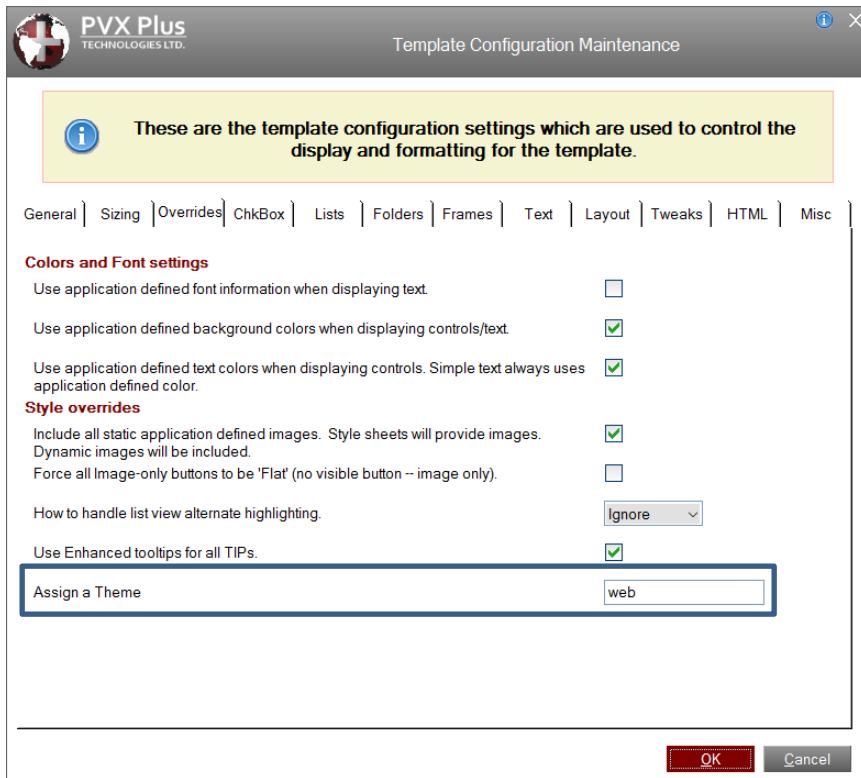 PVX Plus
TECHNOLOGIES LTD.
Template Configuration Maintenance
These are the template configuration settings which are used to control the
display and formatting for the template.
General Sizing Overrides ChkBox Lists Folders Frames Text Layout Tweaks HTML Misc
Colors and Font settings
Use application defined font information when displaying text.
Use application defined background colors when displaying controls/text.
Use application defined text colors when displaying controls. Simple text always uses
application defined color.
Style overrides
Include all static application defined images. Style sheets will provide images.
Dynamic images will be included.
Force all Image-only buttons to be 'Flat' (no visible button -- image only).
How to handle list view alternate highlighting. Ignore
Use Enhanced tooltips for all TIPs.
Assign a Theme web
OK Cancel